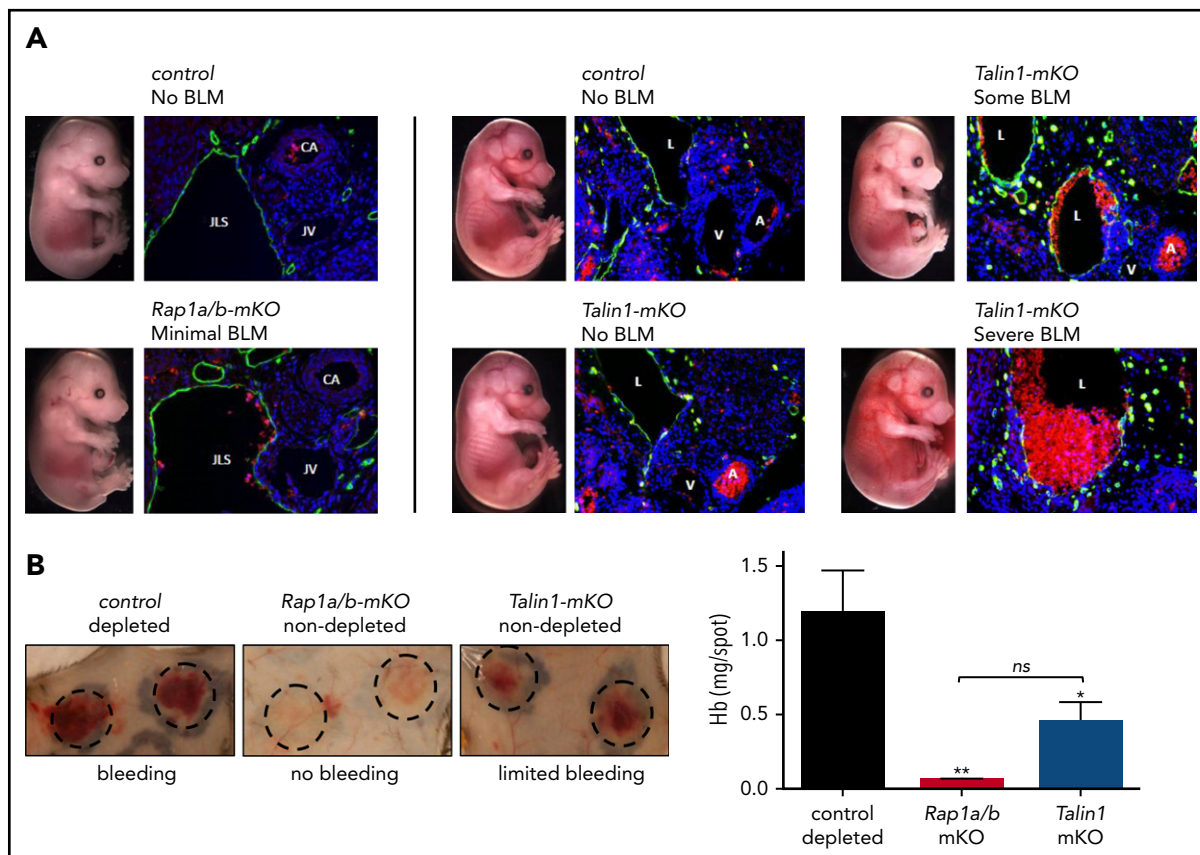 A
control
No BLM
CA
JLS
JV
Rap1a/b-mKO
Minimal BLM
CA
JLS
JV
control
No BLM
L
V
A
Talin1-mKO
No BLM
L
V
A
Talin1-mKO
Some BLM
L
L
V
A
Talin1-mKO
Severe BLM
L
B
control
depleted
bleeding
Rap1a/b-mKO
non-depleted
no bleeding
Talin1-mKO
non-depleted
limited bleeding
Hb (mg/spot)
1.5
1.0
0.5
0.0
ns
**
*
control
depleted
Rap1a/b
mKO
Talin1
mKO